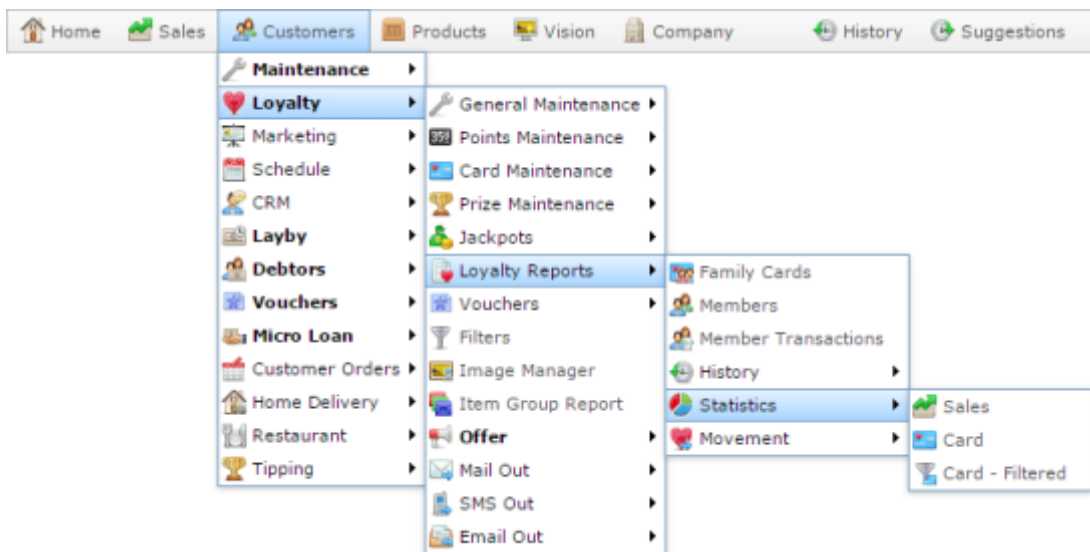 Home Sales Customers Products Vision Company History Suggestions
Maintenance
Loyalty
Marketing
Schedule
CRM
Layby
Debtors
Vouchers
Micro Loan
Customer Orders
Home Delivery
Restaurant
Tipping
General Maintenance
359 Points Maintenance
Card Maintenance
Prize Maintenance
Jackpots
Loyalty Reports
Vouchers
Filters
Image Manager
Item Group Report
Offer
Mail Out
SMS Out
Email Out
Family Cards
Members
Member Transactions
History
Statistics
Movement
Sales
Card
Card - Filtered